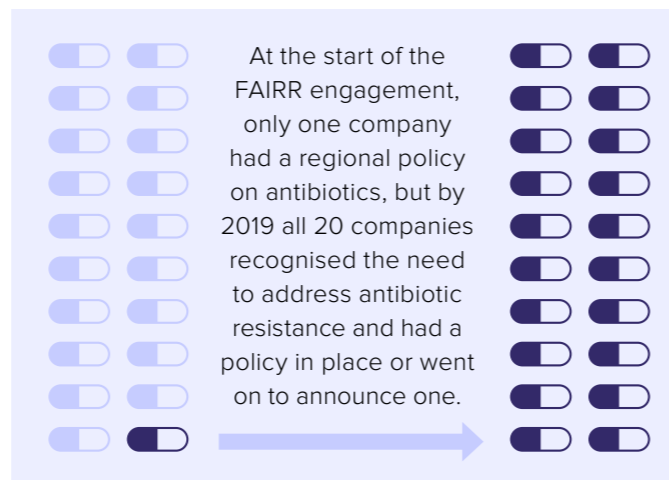 At the start of the
FAIRR engagement,
only one company
had a regional policy
on antibiotics, but by
2019 all 20 companies
recognised the need
to address antibiotic
resistance and had a
policy in place or went
on to announce one.